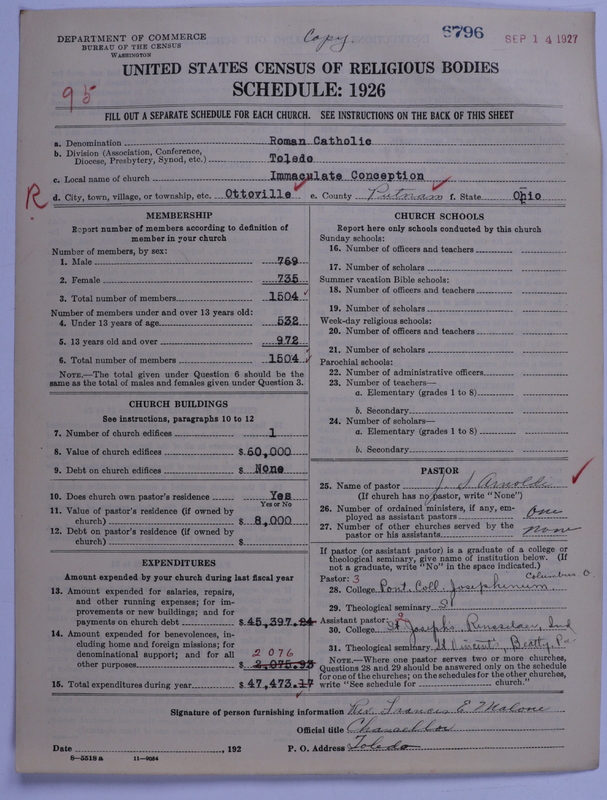 DEPARTMENT OF COMMERCE
BUREAU OF THE CENSUS
WASHINGTON
Copy
6796
SEP 14 1927
UNITED STATES CENSUS OF RELIGIOUS BODIES
SCHEDULE: 1926
95
FILL OUT A SEPARATE SCHEDULE FOR EACH CHURCH. SEE INSTRUCTIONS ON THE BACK OF THIS SHEET
a. Denomination Roman Catholic
b. Division (Association, Conference, Diocese, Presbytery, Synod, etc.) Toledo
c. Local name of church Immaculate Conception
R d. City, town, village, or township, etc. Ottoville e. County Putnam f. State Ohio
MEMBERSHIP
Report number of members according to definition of
member in your church
Number of members, by sex:
1. Male 769
2. Female 735
3. Total number of members 1504
Number of members under and over 13 years old:
4. Under 13 years of age 532
5. 13 years old and over 972
6. Total number of members 1504
NOTE.—The total given under Question 6 should be
same as the total of males and females given under Question 3.
CHURCH BUILDINGS
See instructions, paragraphs 10 to 12
7. Number of church edifices 1
8. Value of church edifices $60,000
9. Debt on church edifices $ None
10. Does church own pastor's residence Yes
Yes or No
11. Value of pastor's residence (if owned by
church) $ 8,000
12. Debt on pastor's residence (if owned by
church) $
EXPENDITURES
Amount expended by your church during last fiscal year
13. Amount expended for salaries, repairs,
and other running expenses; for im-
provements or new buildings; and for
payments on church debt $45,397.24
14. Amount expended for benevolences, in-
cluding home and foreign missions; for
denominational support; and for all
other purposes $ 2,075.93
2076
15. Total expenditures during year $47,473.17
CHURCH SCHOOLS
Report here only schools conducted by this church
Sunday schools:
16. Number of officers and teachers
17. Number of scholars
Summer vacation Bible schools:
18. Number of officers and teachers
19. Number of scholars
Week-day religious schools:
20. Number of officers and teachers
21. Number of scholars
Parochial schools:
22. Number of administrative officers
23. Number of teachers—
a. Elementary (grades 1 to 8)
b. Secondary
24. Number of scholars—
a. Elementary (grades 1 to 8)
b. Secondary
PASTOR
25. Name of pastor J. S. Arnoldi
(If church has no pastor, write "None")
26. Number of ordained ministers, if any, em-
ployed as assistant pastors one
27. Number of other churches served by the
pastor or his assistants none
If pastor (or assistant pastor) is a graduate of a college or
theological seminary, give name of institution below. (If
not a graduate, write "No" in the space indicated.)
Pastor: 3 Columbus O.
28. College Pont. Coll. Josephinum
29. Theological seminary
Assistant pastor:
30. College St Joseph's Rensselaer, Ind
31. Theological seminary St Vincent's, Beatty, Pa
NOTE.—Where one pastor serves two or more churches,
Questions 28 and 29 should be answered only on the schedule
for one of the churches; on the schedules for the other churches,
write "See schedule for church."
Signature of person furnishing information Rev. Francis E. Malone
Official title Chancellor
Date , 192 P. O. Address Toledo
8-5518 a 11-9084